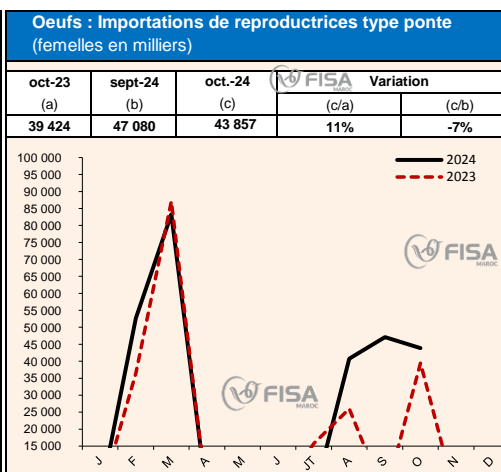 Oeufs : Importations de reproductrices type ponte
(femelles en milliers)
oct-23 sept-24 oct.-24 Variation
(a) (b) (c) (c/a) (c/b)
39 424 47 080 43 857 11% -7%
FISA
MAROC
100 000
95 000
90 000
85 000
80 000
75 000
70 000
65 000
60 000
55 000
50 000
45 000
40 000
35 000
30 000
25 000
20 000
15 000
2024
2023
FISA
MAROC
FISA
MAROC
J F M A M J JT A S O N D